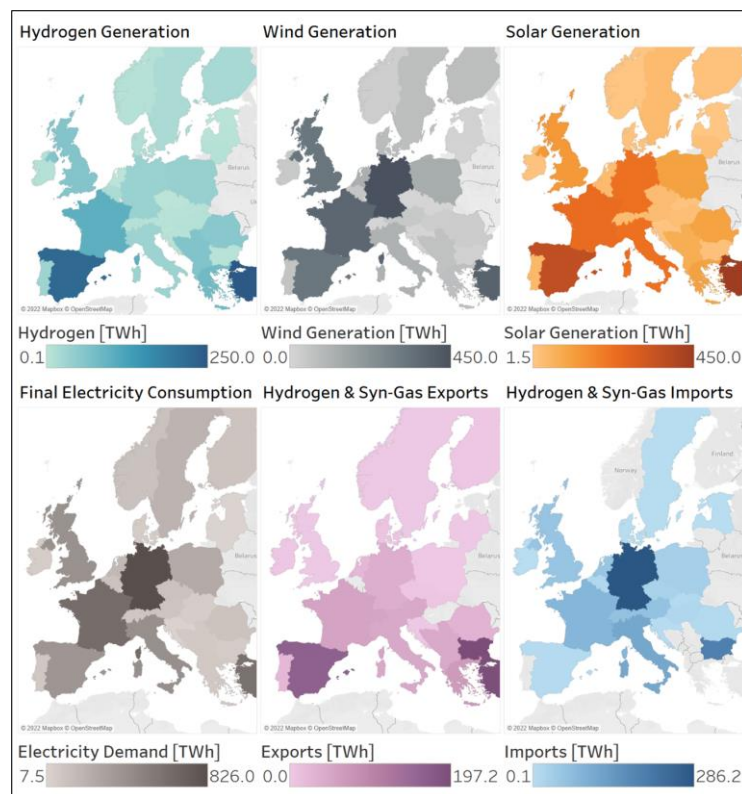 Hydrogen Generation
Wind Generation
Solar Generation
Belarus
Belarus
Belarus
© 2022 Mapbox © OpenStreetMap
© 2022 Mapbox © OpenStreetMap
© 2022 Mapbox © OpenStreetMap
Hydrogen [TWh]
Wind Generation [TWh]
Solar Generation [TWh]
0.1
250.0
0.0
450.0
1.5
450.0
Final Electricity Consumption
Hydrogen & Syn-Gas Exports
Hydrogen & Syn-Gas Imports
Norway
Finland
Belarus
Belarus
Belarus
© 2022 Mapbox © OpenStreetMap
© 2022 Mapbox © OpenStreetMap
© 2022 Mapbox © OpenStreetMap
Electricity Demand [TWh]
Exports [TWh]
Imports [TWh]
7.5
826.0
0.0
197.2
0.1
286.2